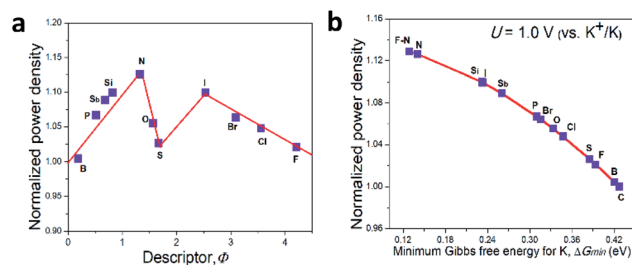 a
Normalized power density
1.20
1.15
1.10
1.05
1.00
0.95
0.90
B
P
Sb
Si
N
O
S
I
Br
Cl
F
0
1
2
3
4
Descriptor,Φ
b
Normalized power density
U = 1.0 V (vs. K⁺/K)
1.16
1.12
1.08
1.04
1.00
0.96
F-N
N
Si
I
Sb
P
Br
O
Cl
S
F
B
C
0.12
0.18
0.24
0.30
0.36
0.42
Minimum Gibbs free energy for K, ΔGmin (eV)